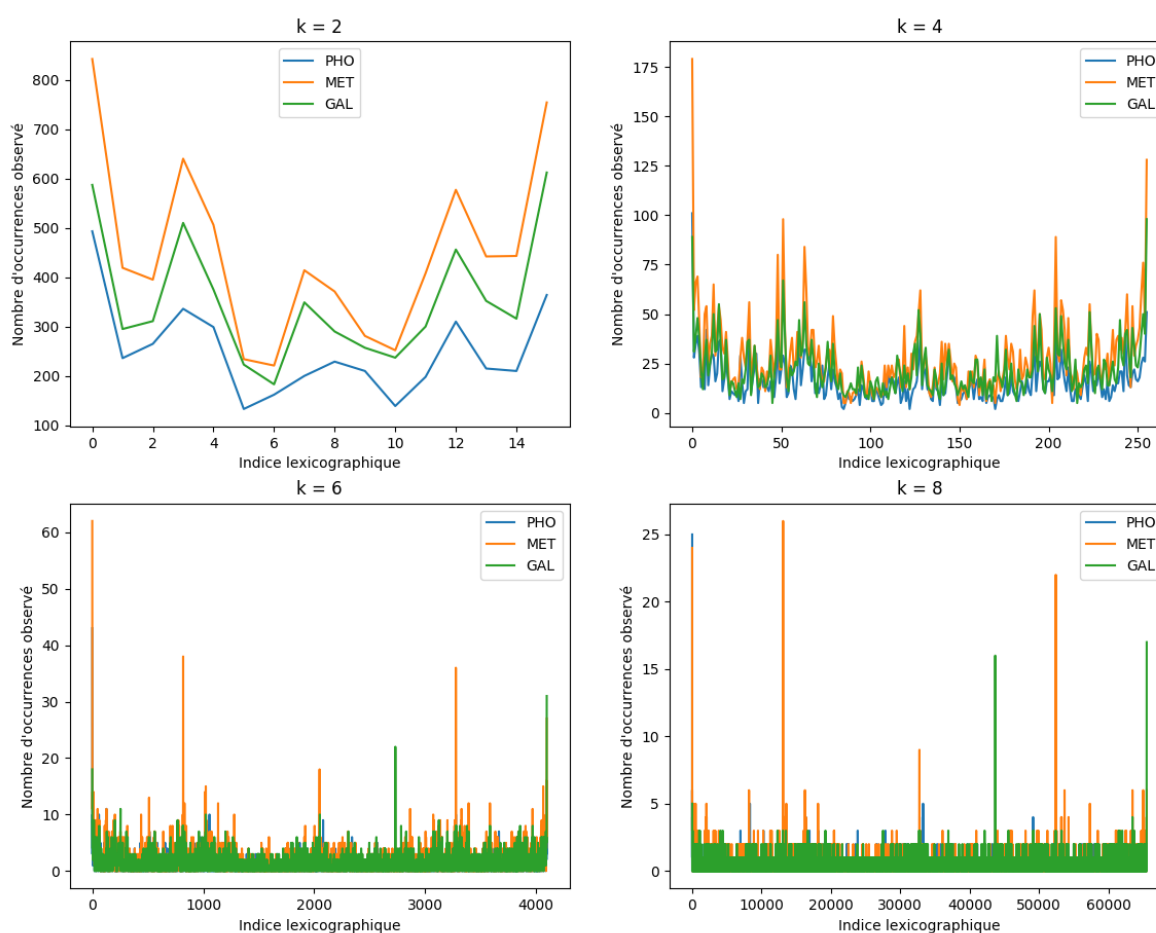 k = 2
PHO
MET
GAL
Nombre d'occurrences observé
800
700
600
500
400
300
200
100
0 2 4 6 8 10 12 14
Indice lexicographique
k = 4
PHO
MET
GAL
Nombre d'occurrences observé
175
150
125
100
75
50
25
0
0 50 100 150 200 250
Indice lexicographique
k = 6
PHO
MET
GAL
Nombre d'occurrences observé
60
50
40
30
20
10
0
0 1000 2000 3000 4000
Indice lexicographique
k = 8
PHO
MET
GAL
Nombre d'occurrences observé
25
20
15
10
5
0
0 10000 20000 30000 40000 50000 60000
Indice lexicographique